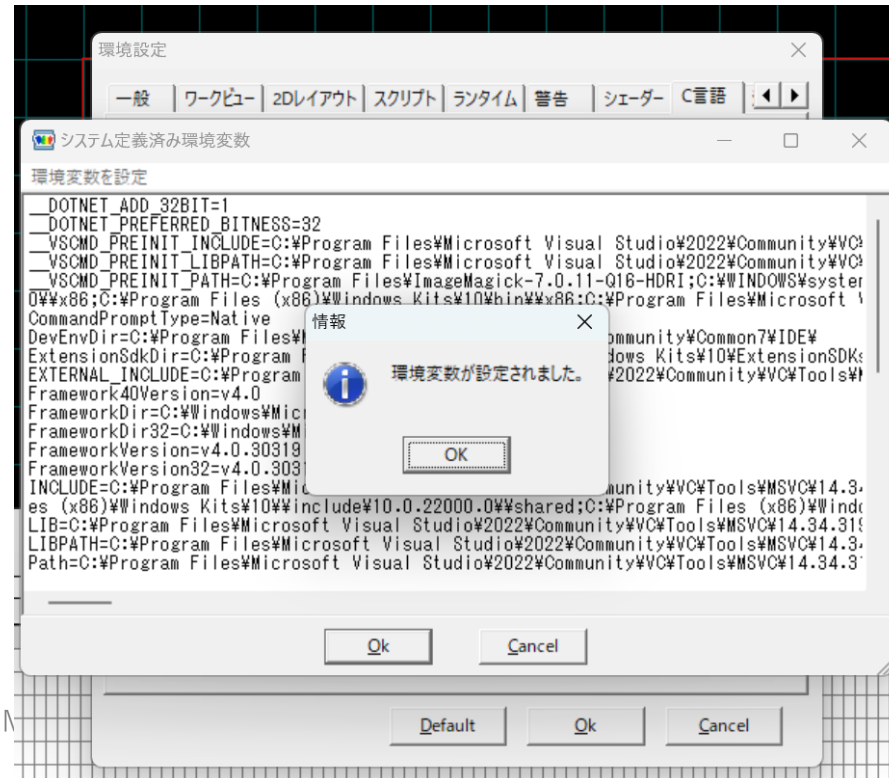 環境設定
一般 ワークビュー 2Dレイアウト スクリプト ランタイム 警告 シェーダー C言語
システム定義済み環境変数
環境変数を設定
__DOTNET_ADD_32BIT=1
__DOTNET_PREFERRED_BITNESS=32
__VSCMD_PREINIT_INCLUDE=C:¥Program Files¥Microsoft Visual Studio¥2022¥Community¥VC¥
__VSCMD_PREINIT_LIBPATH=C:¥Program Files¥Microsoft Visual Studio¥2022¥Community¥VC¥
__VSCMD_PREINIT_PATH=C:¥Program Files¥ImageMagick-7.0.11-Q16-HDRI;C:¥WINDOWS¥system
0¥¥x86;C:¥Program Files (x86)¥Windows Kits¥10¥bin¥¥x86;C:¥Program Files¥Microsoft
CommandPromptType=Native
情報
DevEnvDir=C:¥Program Files¥ ommunity¥Common7¥IDE¥
ExtensionSdkDir=C:¥Program dows Kits¥10¥ExtensionSDKs
EXTERNAL_INCLUDE=C:¥Program ¥2022¥Community¥VC¥Tools¥
環境変数が設定されました。
Framework40Version=v4.0
FrameworkDir=C:¥Windows¥Mic
FrameworkDir32=C:¥Windows¥M
FrameworkVersion=v4.0.30319
OK
FrameworkVersion32=v4.0.303
INCLUDE=C:¥Program Files¥Mic munity¥VC¥Tools¥MSVC¥14.3
es (x86)¥Windows Kits¥10¥¥include¥10.0.22000.0¥¥shared;C:¥Program Files (x86)¥Windo
LIB=C:¥Program Files¥Microsoft Visual Studio¥2022¥Community¥VC¥Tools¥MSVC¥14.34.319
LIBPATH=C:¥Program Files¥Microsoft Visual Studio¥2022¥Community¥VC¥Tools¥MSVC¥14.3
Path=C:¥Program Files¥Microsoft Visual Studio¥2022¥Community¥VC¥Tools¥MSVC¥14.34.3
Ok Cancel
Default Ok Cancel